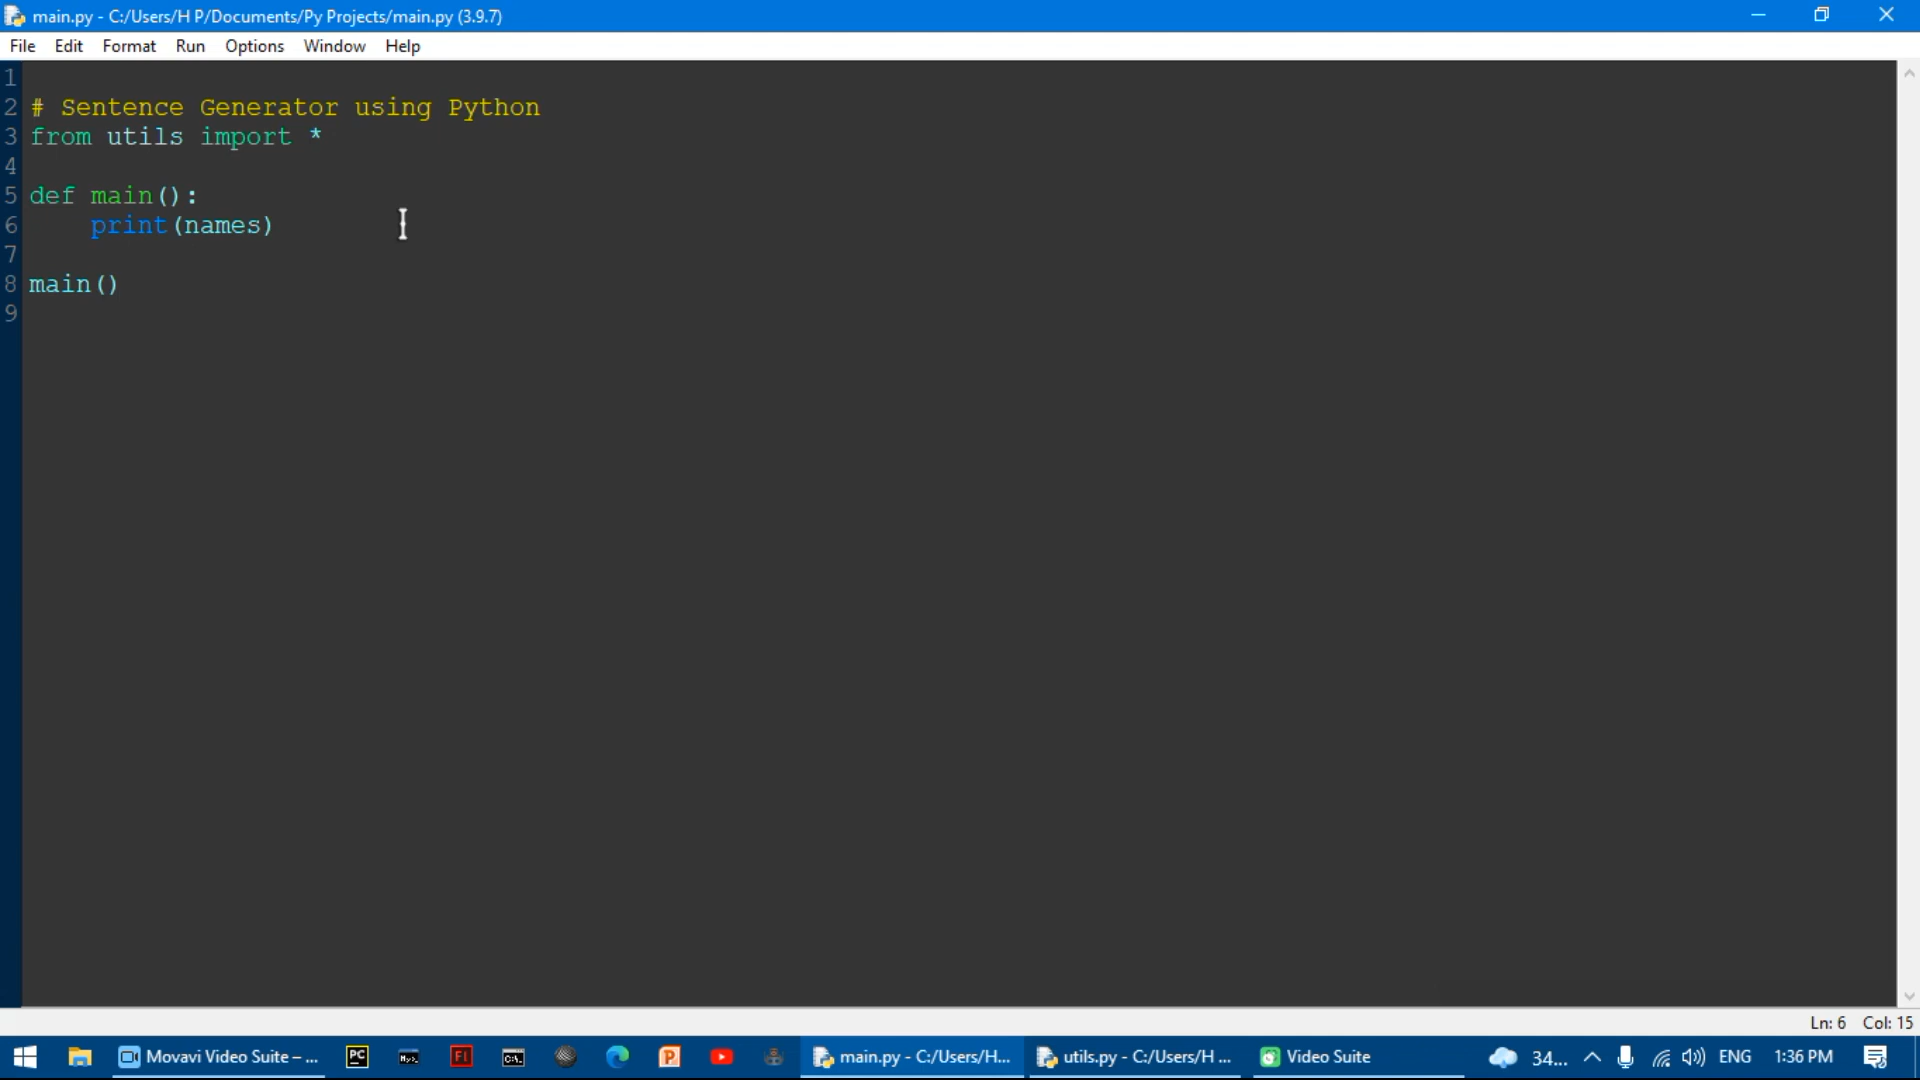 main.py - C:/Users/H P/Documents/Py Projects/main.py (3.9.7)
File Edit Format Run Options Window Help
1
2 # Sentence Generator using Python
3 from utils import *
4
5 def main():
6     print(names)
7
8 main()
9
Ln: 6 Col: 15
Movavi Video Suite – ... PC Fl C:\. P main.py - C:/Users/H... utils.py - C:/Users/H ... Video Suite 34... ENG 1:36 PM